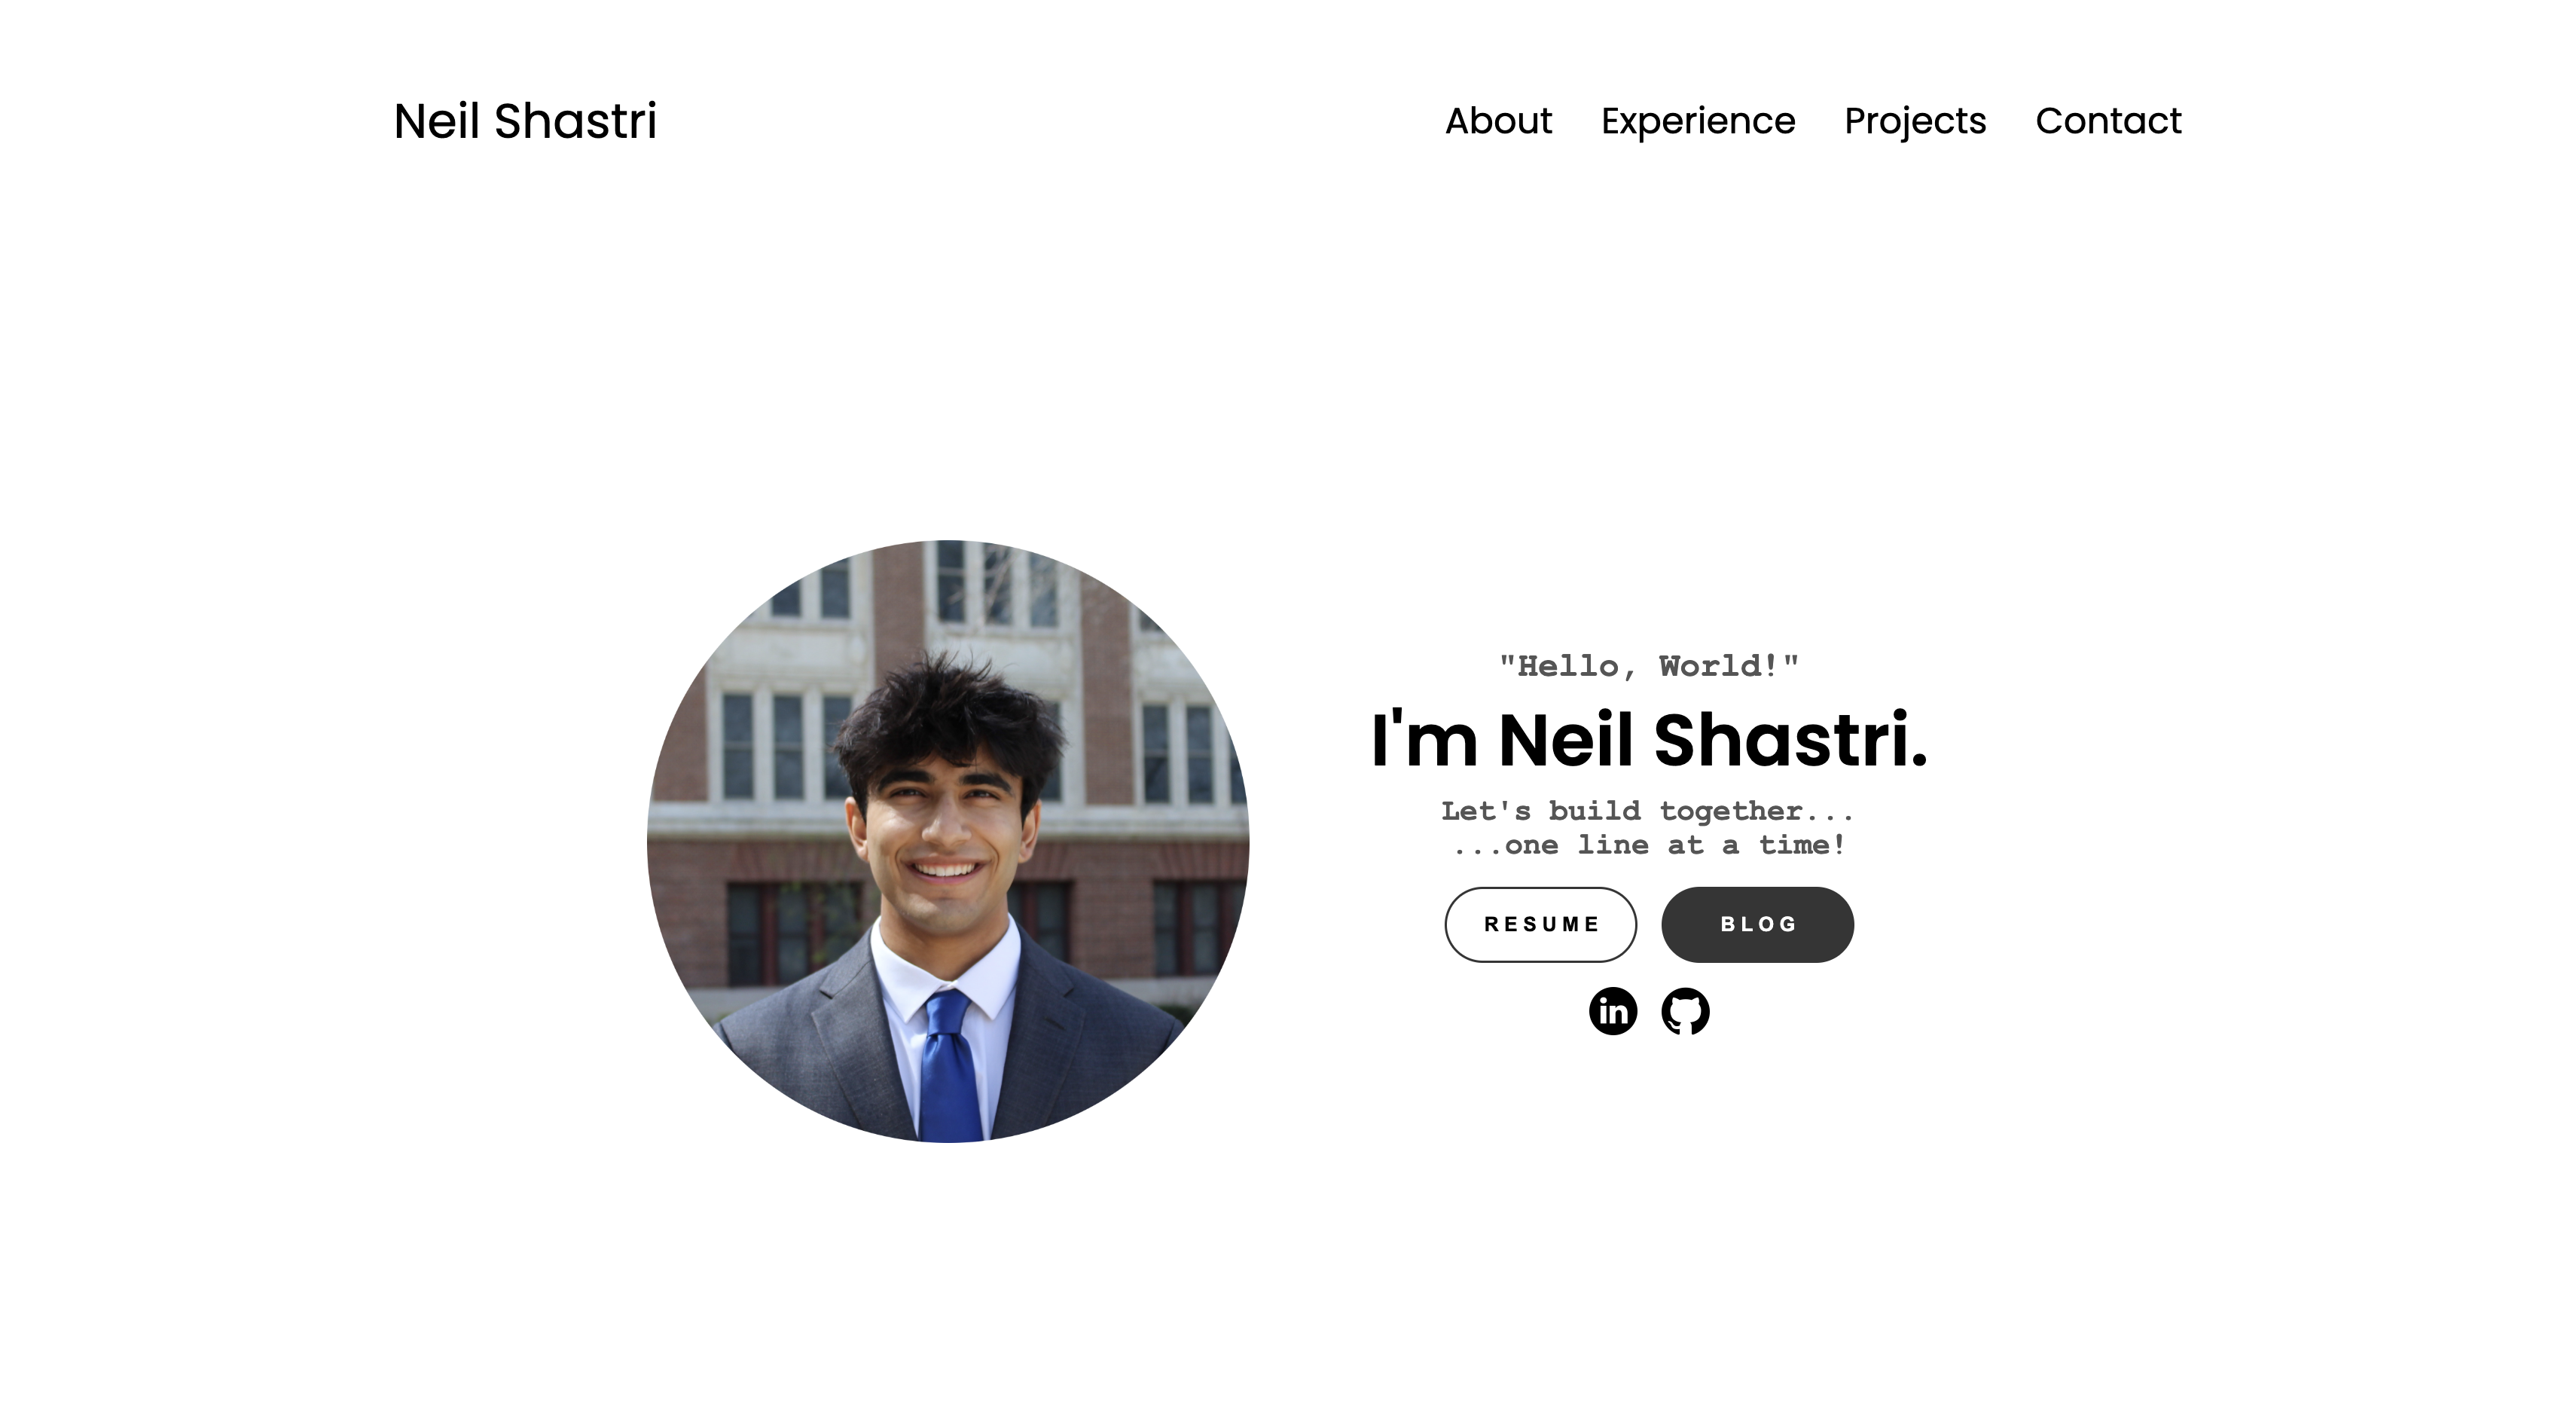 Neil Shastri
About Experience Projects Contact
"Hello, World!"
I'm Neil Shastri.
Let's build together...
...one line at a time!
RESUME BLOG
in